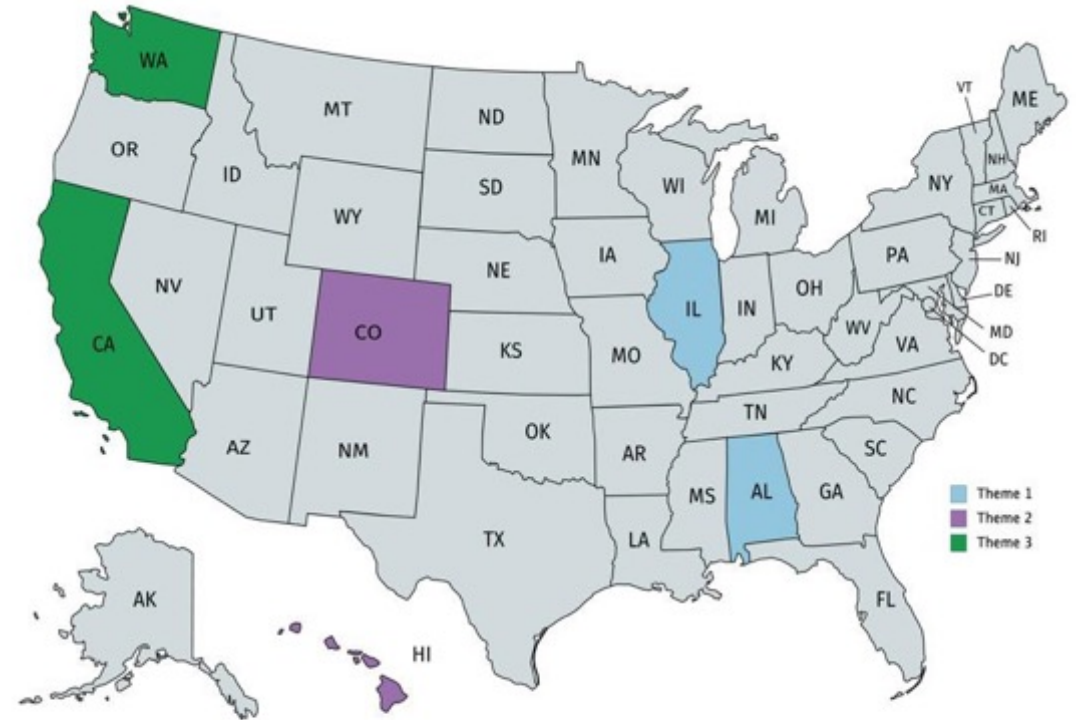 WA
MT
ND
MN
VT
ME
OR
ID
SD
WI
NH
WY
MI
NY
MA
CT
RI
IA
PA
NJ
NV
UT
NE
IL
IN
OH
DE
CO
WV
MD
CA
KS
MO
KY
VA
DC
TN
NC
AZ
NM
OK
AR
SC
MS
AL
GA
Theme 1
Theme 2
TX
LA
Theme 3
AK
FL
HI